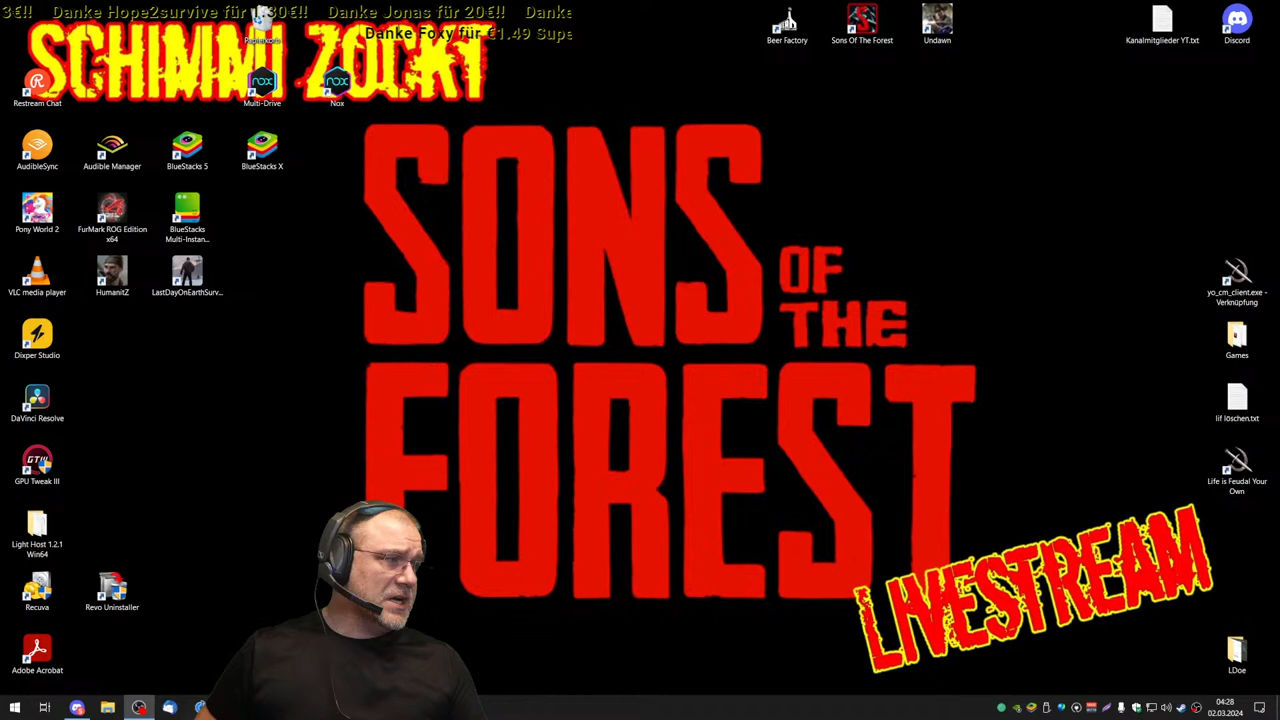 3€!! Danke Hope2survive für 30€!! Danke Jonas für 20€!! Danke
Danke Foxy für €1.49 Supe
SCHIMMI ZOCKT
Papierkorb
Beer Factory
Sons Of The Forest
Undawn
Kanalmitglieder YT.txt
Discord
Restream Chat
nox
Multi-Drive
nox
Nox
AudibleSync
Audible Manager
BlueStacks 5
BlueStacks X
SONS
OF
THE
FOREST
Pony World 2
FurMark ROG Edition
x64
BlueStacks
Multi-Instan...
VLC media player
HumanitZ
LastDayOnEarthSurv...
yo_cm_client.exe -
Verknüpfung
Dixper Studio
Games
DaVinci Resolve
lif löschen.txt
GTIII
GPU Tweak III
Life is Feudal Your
Own
Light Host 1.2.1
Win64
LIVESTREAM
Recuva
Revo Uninstaller
Adobe Acrobat
LDoe
04:28
02.03.2024